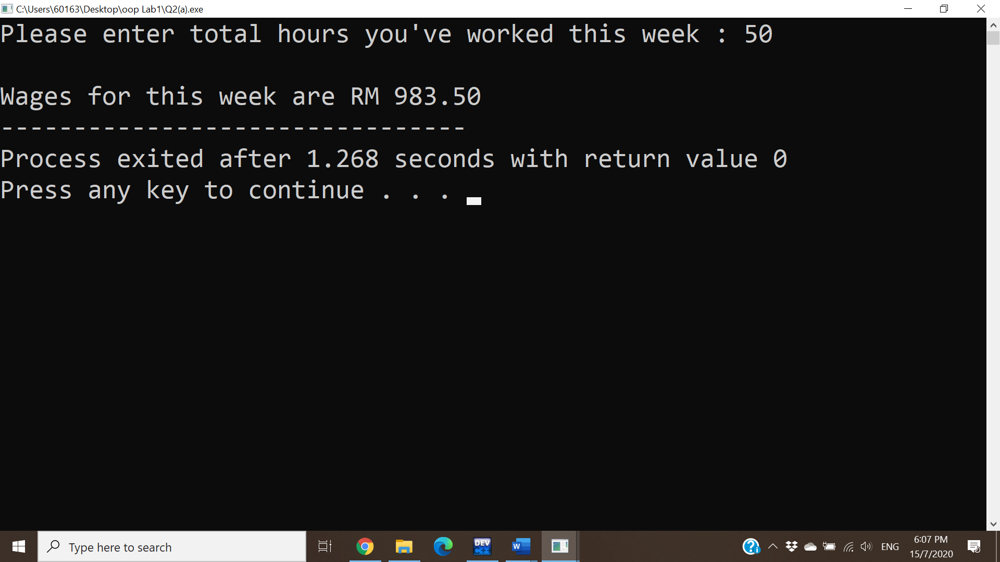 C:\Users\60163\Desktop\oop Lab1\Q2(a).exe
Please enter total hours you've worked this week : 50
Wages for this week are RM 983.50
--------------------------------
Process exited after 1.268 seconds with return value 0
Press any key to continue . . .
Type here to search
DEV
C++
W
ENG
6:07 PM
15/7/2020